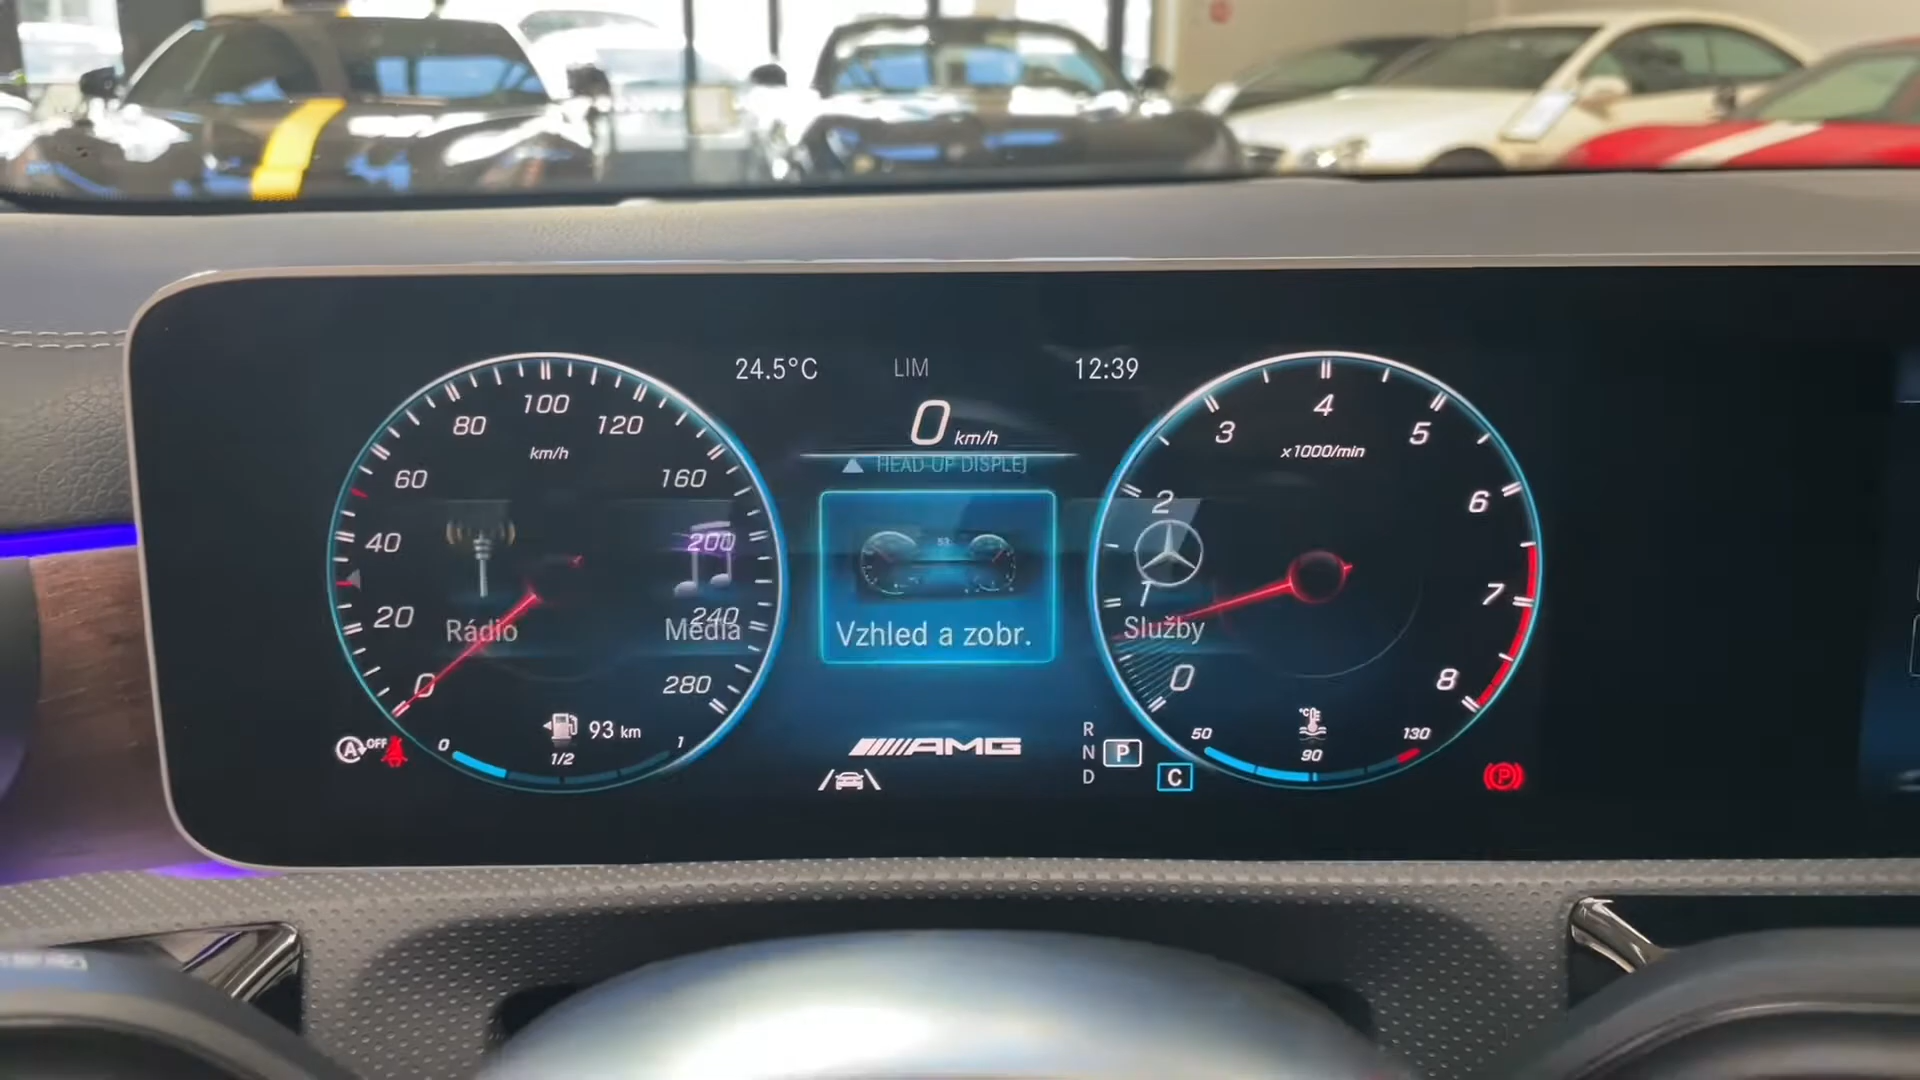 24.5°C LIM 12:39
0 km/h
HEAD-UP DISPLEJ
0 20 40 60 80 100 120 160 200 240 280
km/h
Rádio
Média
Vzhled a zobr.
Služby
0 1 2 3 4 5 6 7 8
x1000/min
A OFF
0 1/2 1
93 km
AMG
R
N P
D
C
50 90 130
°C
P